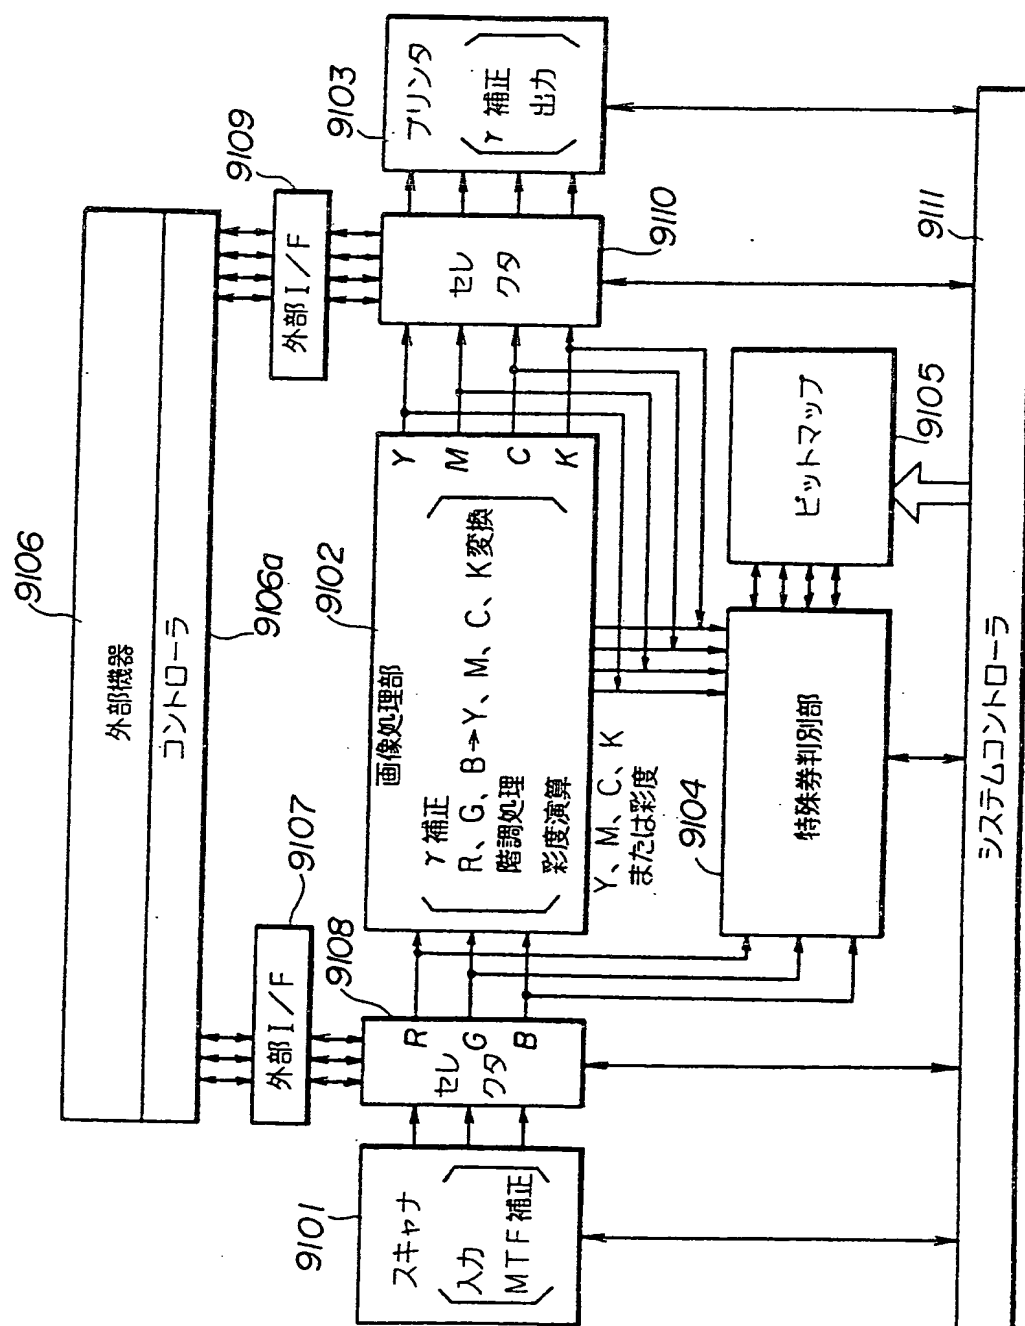 9106
外部機器
コントローラ
9106a
9107
外部I/F
9109
外部I/F
9101
スキャナ
入力
MTF補正
9108
R
G
B
セレ
クタ
9102
画像処理部
γ補正
R、G、B→Y、M、C、K変換
階調処理
彩度演算
Y
M
C
K
9110
セレ
クタ
9103
プリンタ
γ補正
出力
Y、M、C、K
または彩度
9104
特殊券判別部
9105
ビットマップ
9111
システムコントローラ